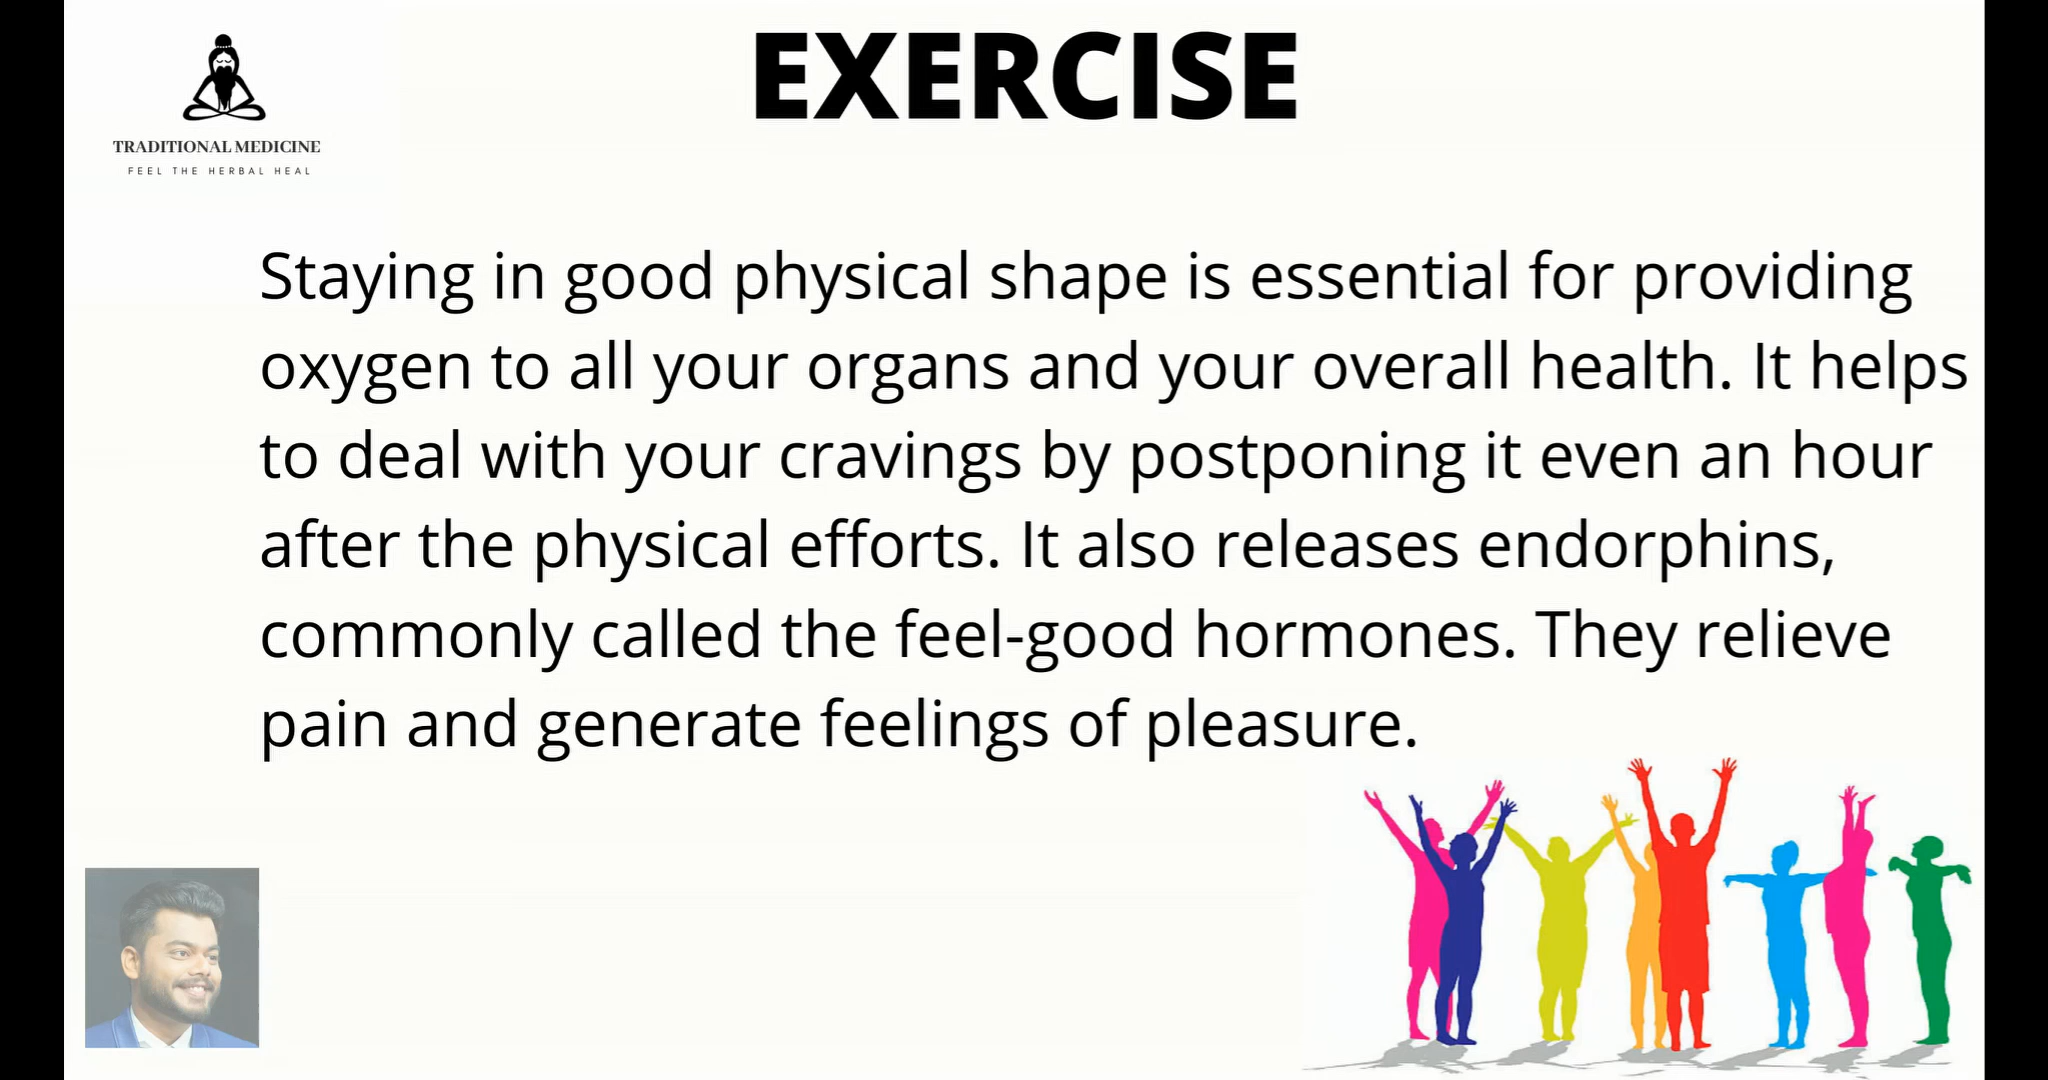 EXERCISE
TRADITIONAL MEDICINE
FEEL THE HERBAL HEAL
Staying in good physical shape is essential for providing
oxygen to all your organs and your overall health. It helps
to deal with your cravings by postponing it even an hour
after the physical efforts. It also releases endorphins,
commonly called the feel-good hormones. They relieve
pain and generate feelings of pleasure.